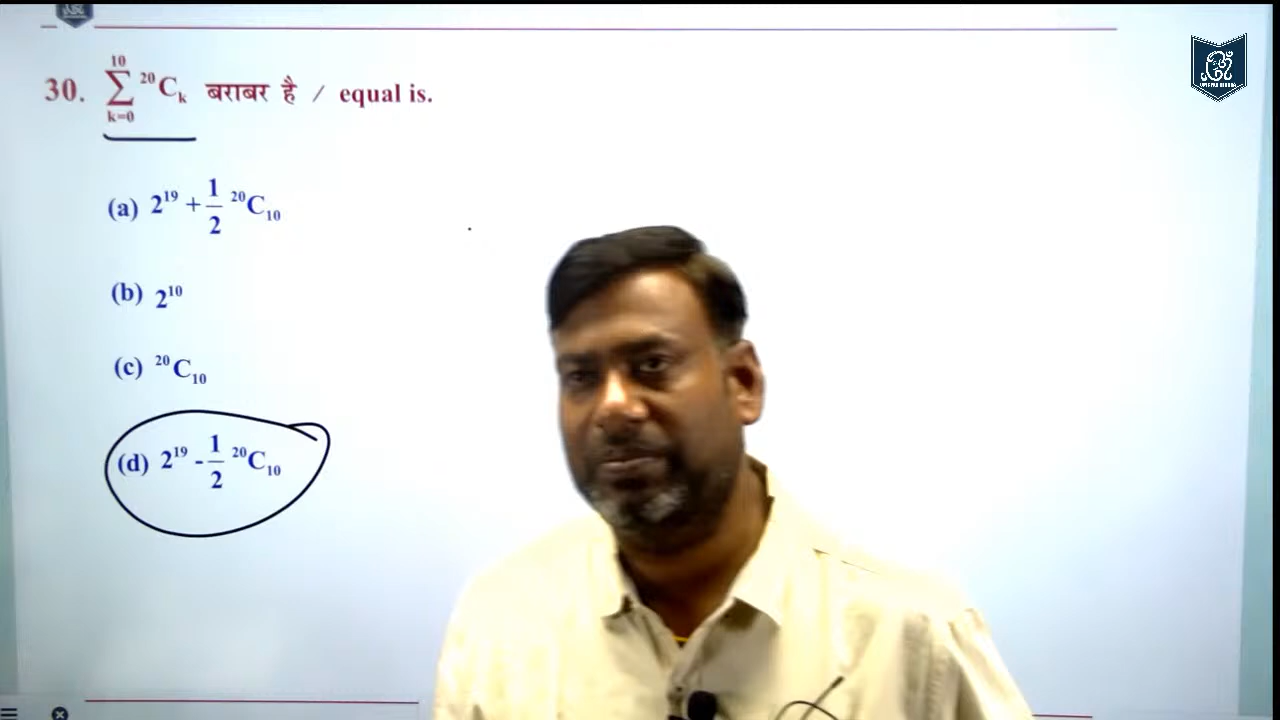 30. \sum_{k=0}^{10} ^{20}C_k बराबर है / equal is.
(a) 2^{19} + \frac{1}{2} ^{20}C_{10}
(b) 2^{10}
(c) ^{20}C_{10}
(d) 2^{19} - \frac{1}{2} ^{20}C_{10}